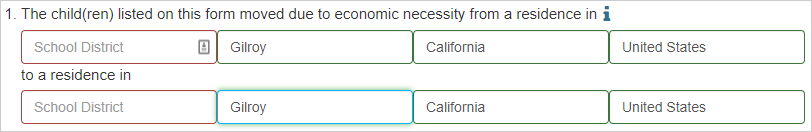 1. The child(ren) listed on this form moved due to economic necessity from a residence in i
School District Gilroy California United States
to a residence in
School District Gilroy California United States